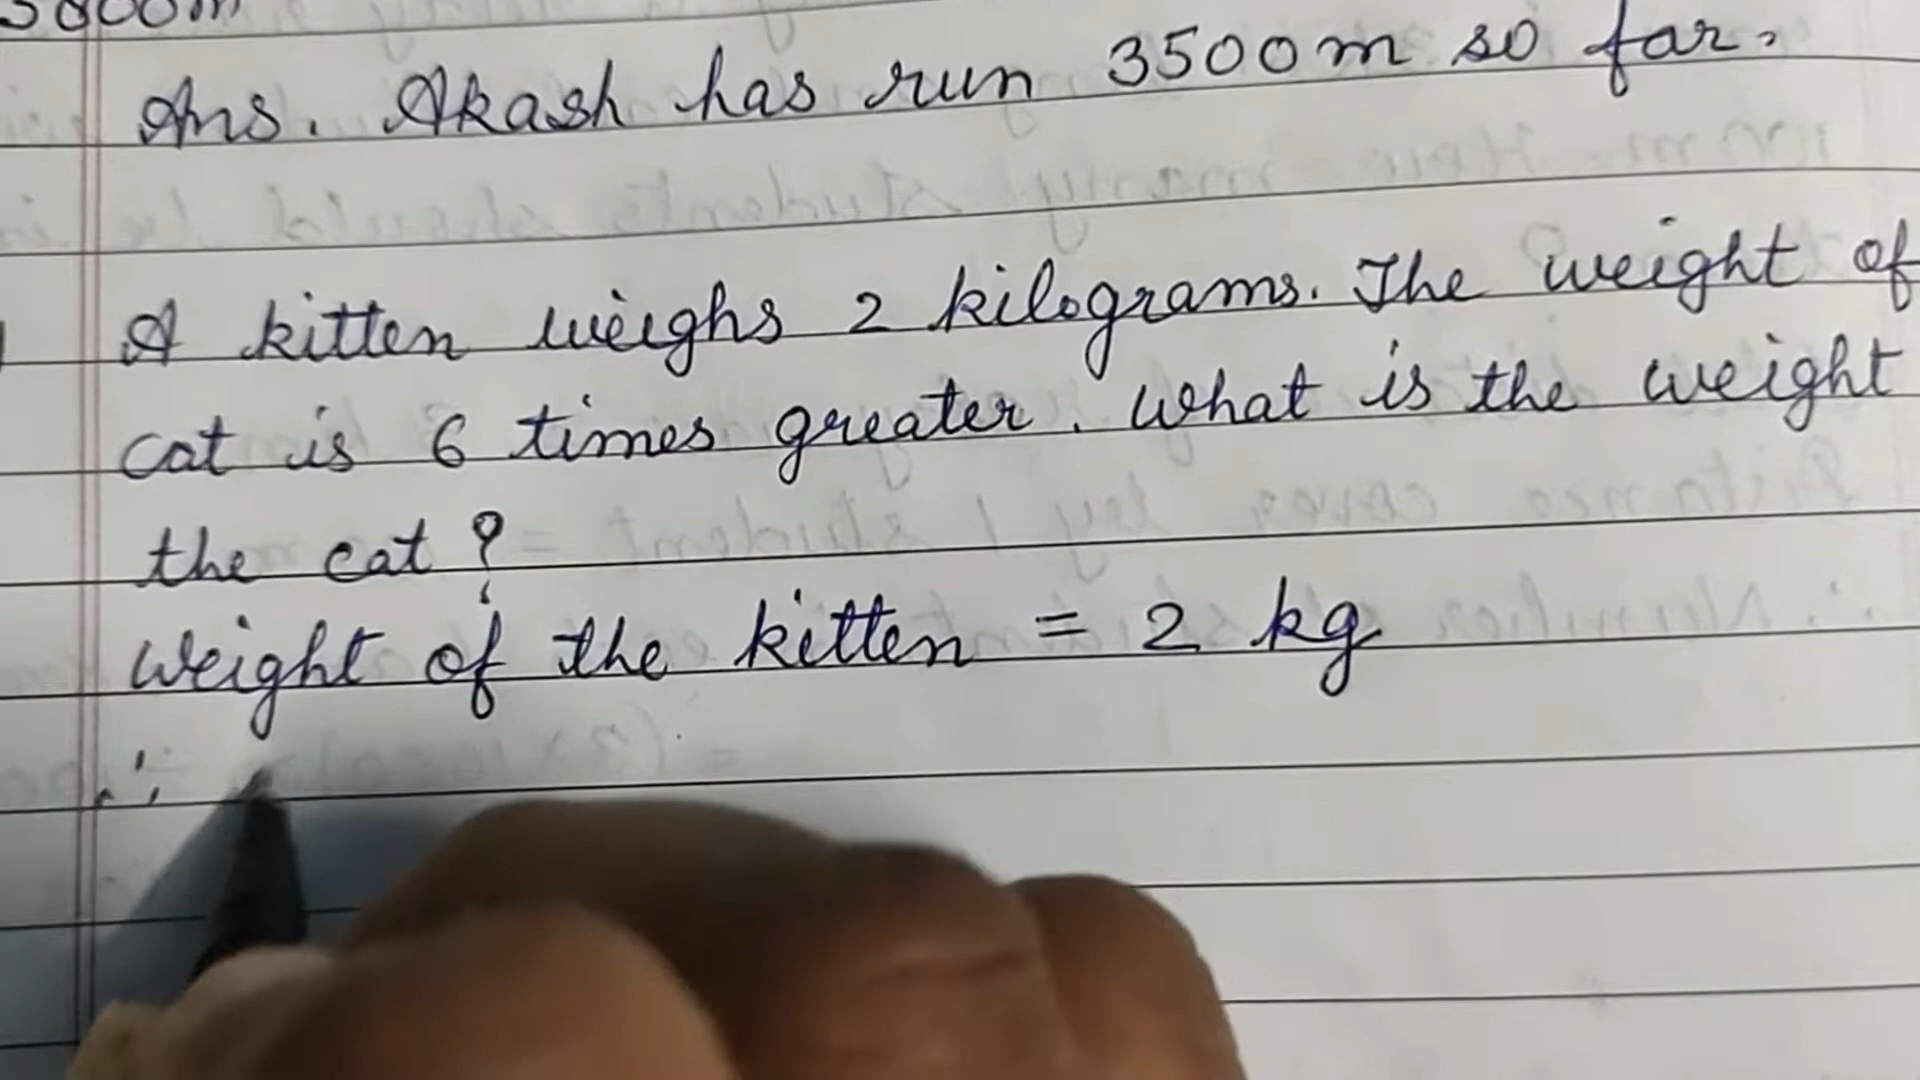 Ans. Akash has run 3500m so far.
A kitten weighs 2 kilograms. The weight of
cat is 6 times greater. What is the weight
the cat?
Weight of the kitten = 2 kg
∴